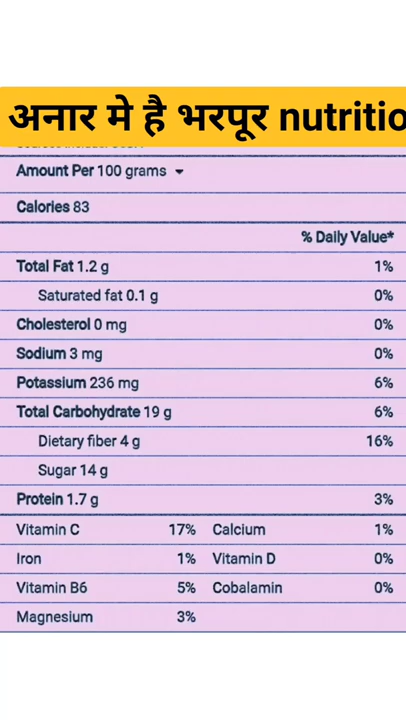 अनार मे है भरपूर nutritio
Amount Per 100 grams
Calories 83
% Daily Value*
Total Fat 1.2 g 1%
Saturated fat 0.1 g 0%
Cholesterol 0 mg 0%
Sodium 3 mg 0%
Potassium 236 mg 6%
Total Carbohydrate 19 g 6%
Dietary fiber 4 g 16%
Sugar 14 g
Protein 1.7 g 3%
Vitamin C 17% Calcium 1%
Iron 1% Vitamin D 0%
Vitamin B6 5% Cobalamin 0%
Magnesium 3%